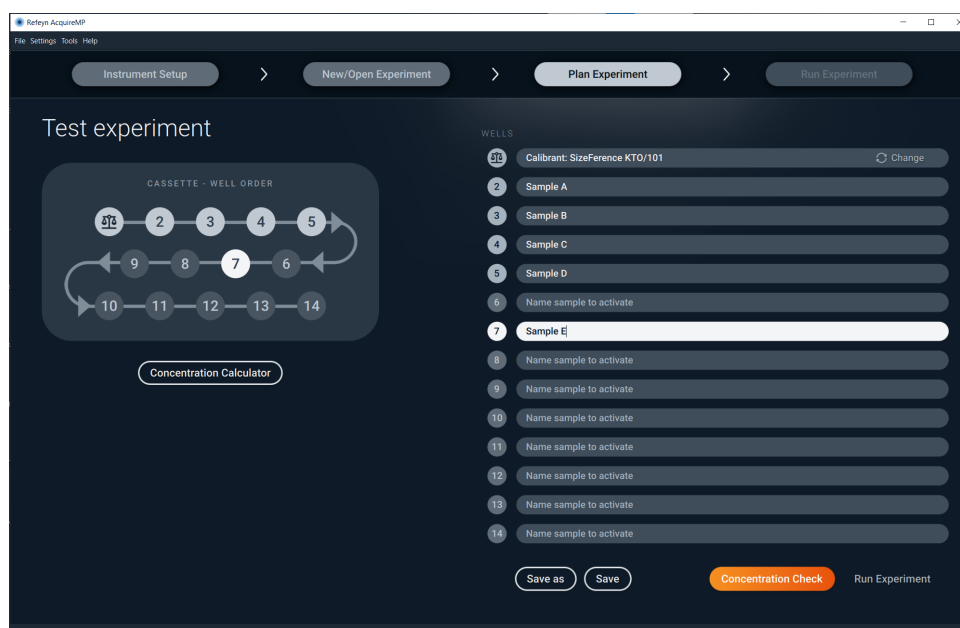 Refeyn AcquireMP
File Settings Tools Help
Instrument Setup
New/Open Experiment
Plan Experiment
Run Experiment
Test experiment
CASSETTE - WELL ORDER
2 3 4 5
9 8 7 6
10 11 12 13 14
Concentration Calculator
WELLS
Calibrant: SizeFerence KTO/101 Change
2 Sample A
3 Sample B
4 Sample C
5 Sample D
6 Name sample to activate
7 Sample E
8 Name sample to activate
9 Name sample to activate
10 Name sample to activate
11 Name sample to activate
12 Name sample to activate
13 Name sample to activate
14 Name sample to activate
Save as Save Concentration Check Run Experiment